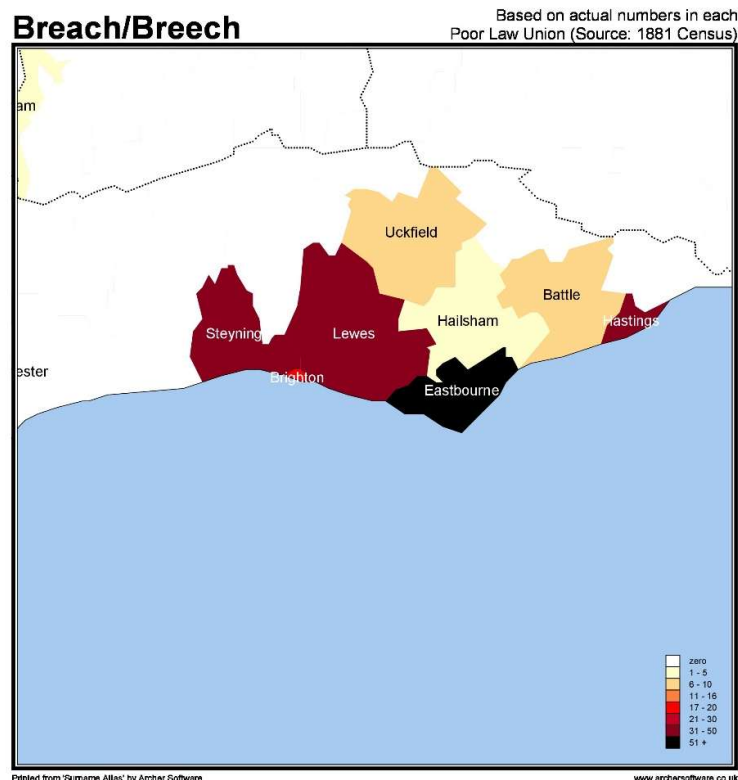 Breach/Breech
Based on actual numbers in each
Poor Law Union (Source: 1881 Census)
am
Uckfield
Battle
Hailsham
Hastings
Steyning
Lewes
ester
Brighton
Eastbourne
zero
1 - 5
6 - 10
11 - 16
17 - 20
21 - 30
31 - 50
51 +
Printed from 'Surname Atlas' by Archer Software
www.archersoftware.co.uk